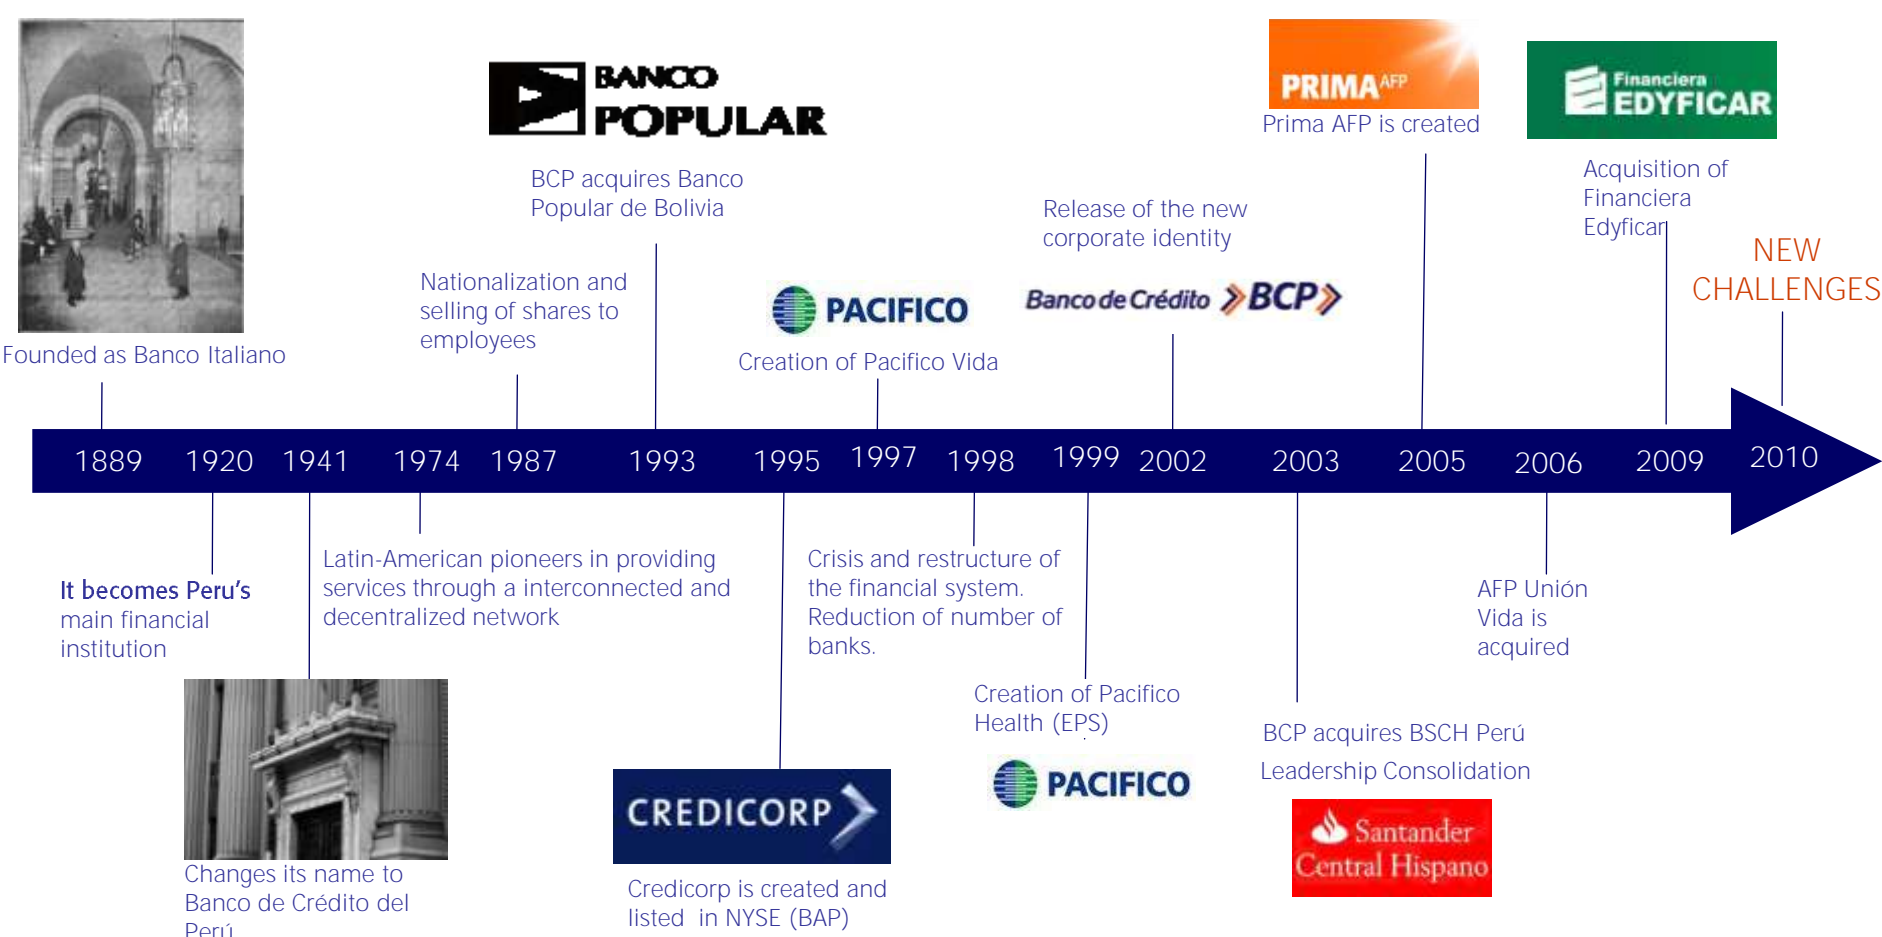 BANCO
POPULAR
PRIMA AFP
Prima AFP is created
Financiera
EDYFICAR
BCP acquires Banco
Popular de Bolivia
Acquisition of
Financiera
Edyficar
Release of the new
corporate identity
NEW
CHALLENGES
Nationalization and
selling of shares to
employees
PACIFICO
Creation of Pacifico Vida
Banco de Crédito BCP
Founded as Banco Italiano
1889 1920 1941 1974 1987 1993 1995 1997 1998 1999 2002 2003 2005 2006 2009 2010
It becomes Peru's
main financial
institution
Latin-American pioneers in providing
services through a interconnected and
decentralized network
Crisis and restructure of
the financial system.
Reduction of number of
banks.
AFP Unión
Vida is
acquired
Creation of Pacifico
Health (EPS)
PACIFICO
BCP acquires BSCH Perú
Leadership Consolidation
Santander
Central Hispano
CREDICORP
Credicorp is created and
listed in NYSE (BAP)
Changes its name to
Banco de Crédito del
Perú